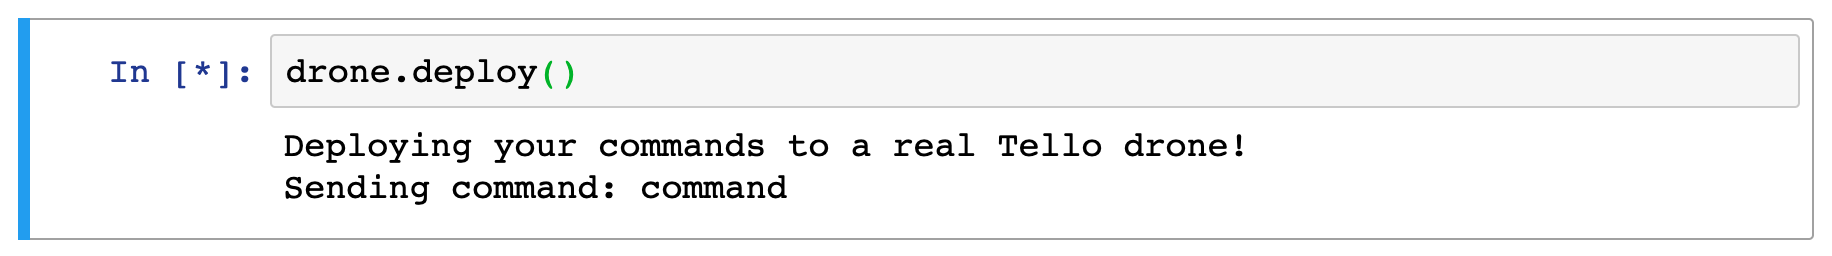 In [*]: drone.deploy()
Deploying your commands to a real Tello drone!
Sending command: command